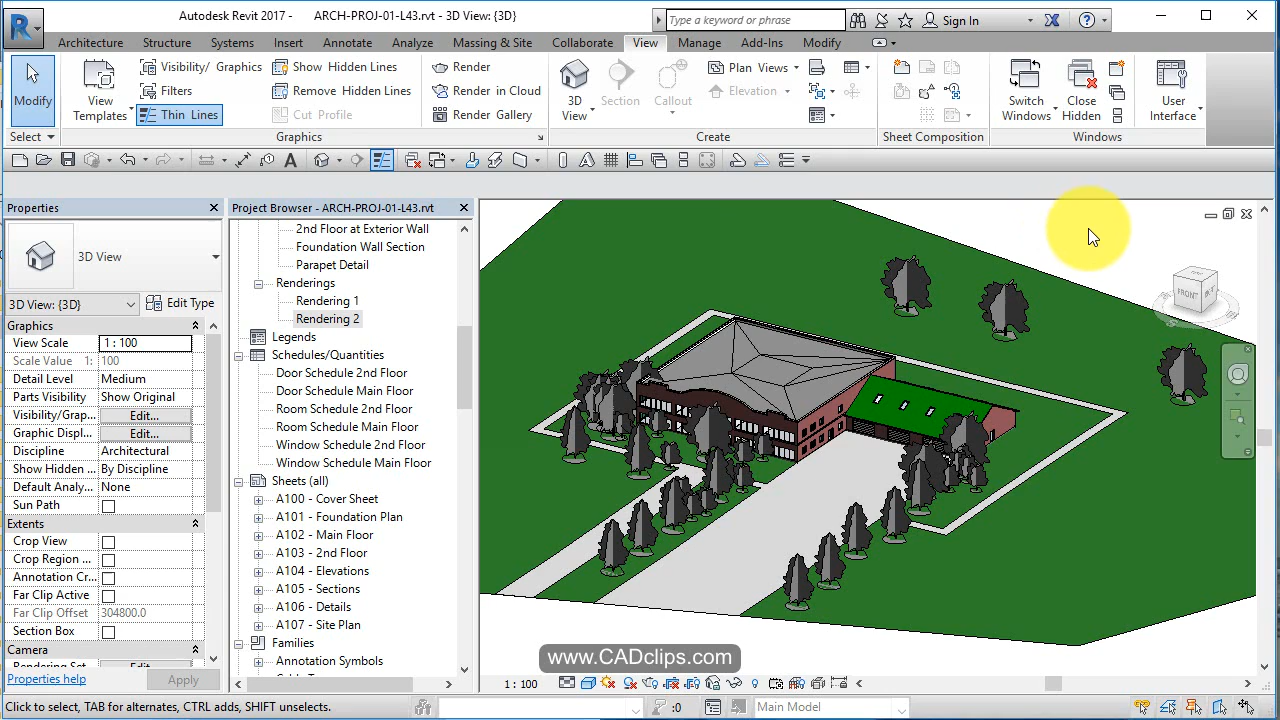 Autodesk Revit 2017 - ARCH-PROJ-01-L43.rvt - 3D View: {3D}
Type a keyword or phrase
Sign In
Architecture Structure Systems Insert Annotate Analyze Massing & Site Collaborate View Manage Add-Ins Modify
Modify
Select
View Templates
Visibility/ Graphics
Filters
Thin Lines
Show Hidden Lines
Remove Hidden Lines
Cut Profile
Render
Render in Cloud
Render Gallery
Graphics
3D View
Section
Callout
Plan Views
Elevation
Create
Sheet Composition
Switch Windows
Close Hidden
Windows
User Interface
Properties
3D View
3D View: {3D}
Edit Type
Graphics
View Scale 1 : 100
Scale Value 1: 100
Detail Level Medium
Parts Visibility Show Original
Visibility/Grap... Edit...
Graphic Displ... Edit...
Discipline Architectural
Show Hidden ... By Discipline
Default Analy... None
Sun Path
Extents
Crop View
Crop Region ...
Annotation Cr...
Far Clip Active
Far Clip Offset 304800.0
Section Box
Camera
Properties help
Apply
Project Browser - ARCH-PROJ-01-L43.rvt
2nd Floor at Exterior Wall
Foundation Wall Section
Parapet Detail
Renderings
Rendering 1
Rendering 2
Legends
Schedules/Quantities
Door Schedule 2nd Floor
Door Schedule Main Floor
Room Schedule 2nd Floor
Room Schedule Main Floor
Window Schedule 2nd Floor
Window Schedule Main Floor
Sheets (all)
A100 - Cover Sheet
A101 - Foundation Plan
A102 - Main Floor
A103 - 2nd Floor
A104 - Elevations
A105 - Sections
A106 - Details
A107 - Site Plan
Families
Annotation Symbols
FRONT
www.CADclips.com
1 : 100
Click to select, TAB for alternates, CTRL adds, SHIFT unselects.
:0
Main Model